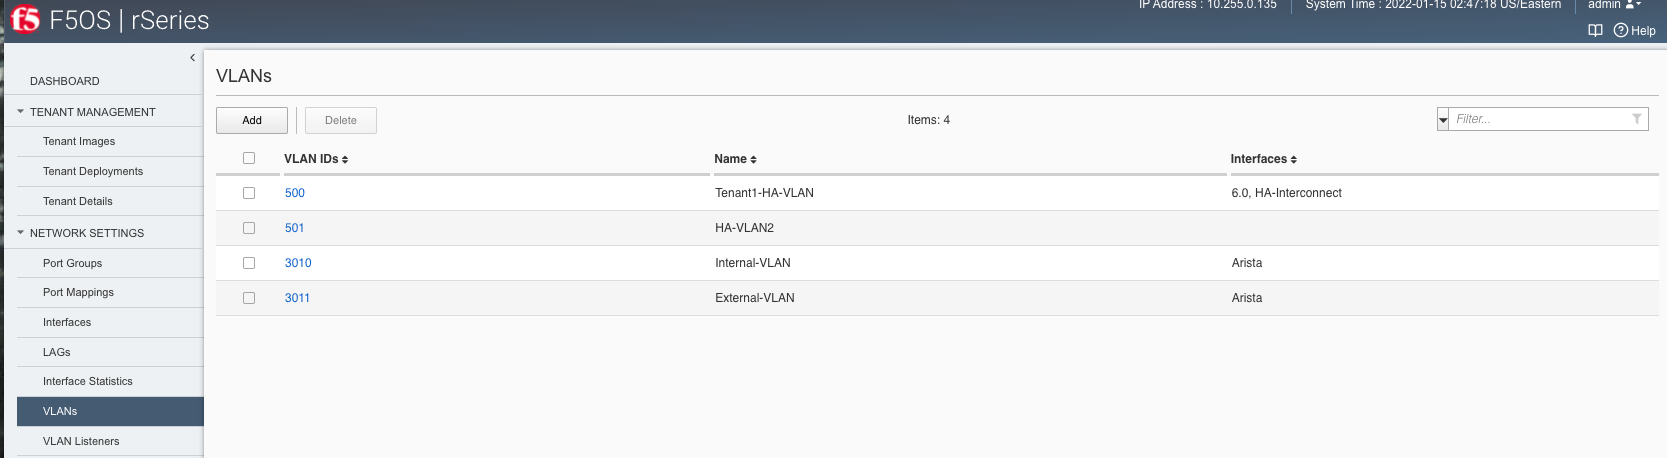 f5 F5OS | rSeries
IP Address : 10.255.0.135 System Time : 2022-01-15 02:47:18 US/Eastern admin
Help
DASHBOARD
TENANT MANAGEMENT
Tenant Images
Tenant Deployments
Tenant Details
NETWORK SETTINGS
Port Groups
Port Mappings
Interfaces
LAGs
Interface Statistics
VLANs
VLAN Listeners
VLANs
Add Delete Items: 4 Filter...
VLAN IDs Name Interfaces
500 Tenant1-HA-VLAN 6.0, HA-Interconnect
501 HA-VLAN2
3010 Internal-VLAN Arista
3011 External-VLAN Arista